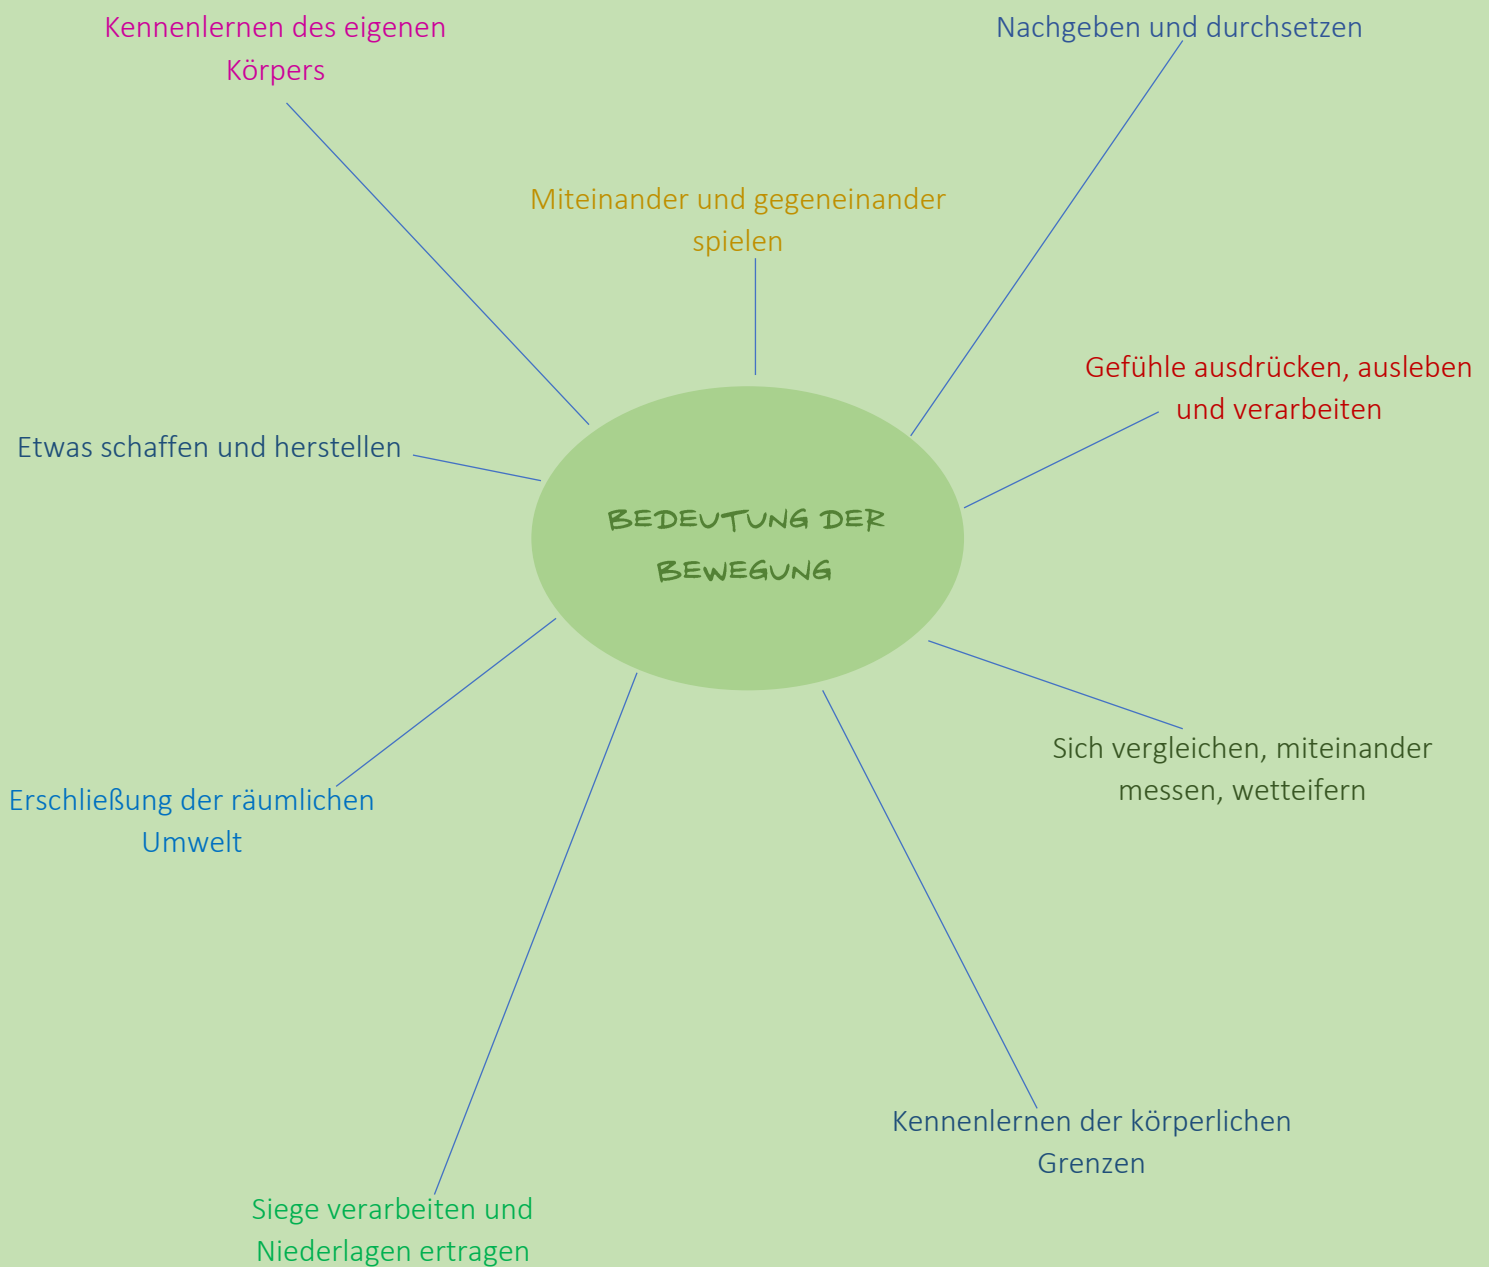 Kennenlernen des eigenen
Körpers
Nachgeben und durchsetzen
Miteinander und gegeneinander
spielen
Gefühle ausdrücken, ausleben
und verarbeiten
Etwas schaffen und herstellen
BEDEUTUNG DER
BEWEGUNG
Sich vergleichen, miteinander
messen, wetteifern
Erschließung der räumlichen
Umwelt
Kennenlernen der körperlichen
Grenzen
Siege verarbeiten und
Niederlagen ertragen